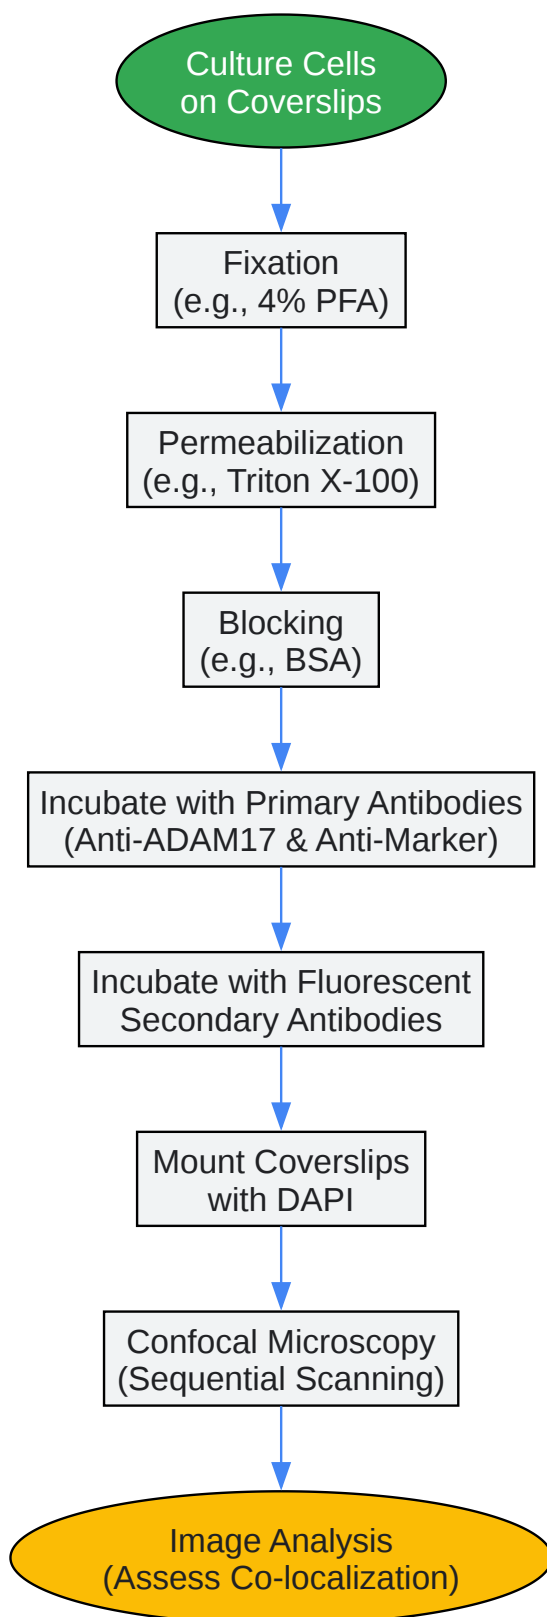 Culture Cells
on Coverslips
Fixation
(e.g., 4% PFA)
Permeabilization
(e.g., Triton X-100)
Blocking
(e.g., BSA)
Incubate with Primary Antibodies
(Anti-ADAM17 & Anti-Marker)
Incubate with Fluorescent
Secondary Antibodies
Mount Coverslips
with DAPI
Confocal Microscopy
(Sequential Scanning)
Image Analysis
(Assess Co-localization)